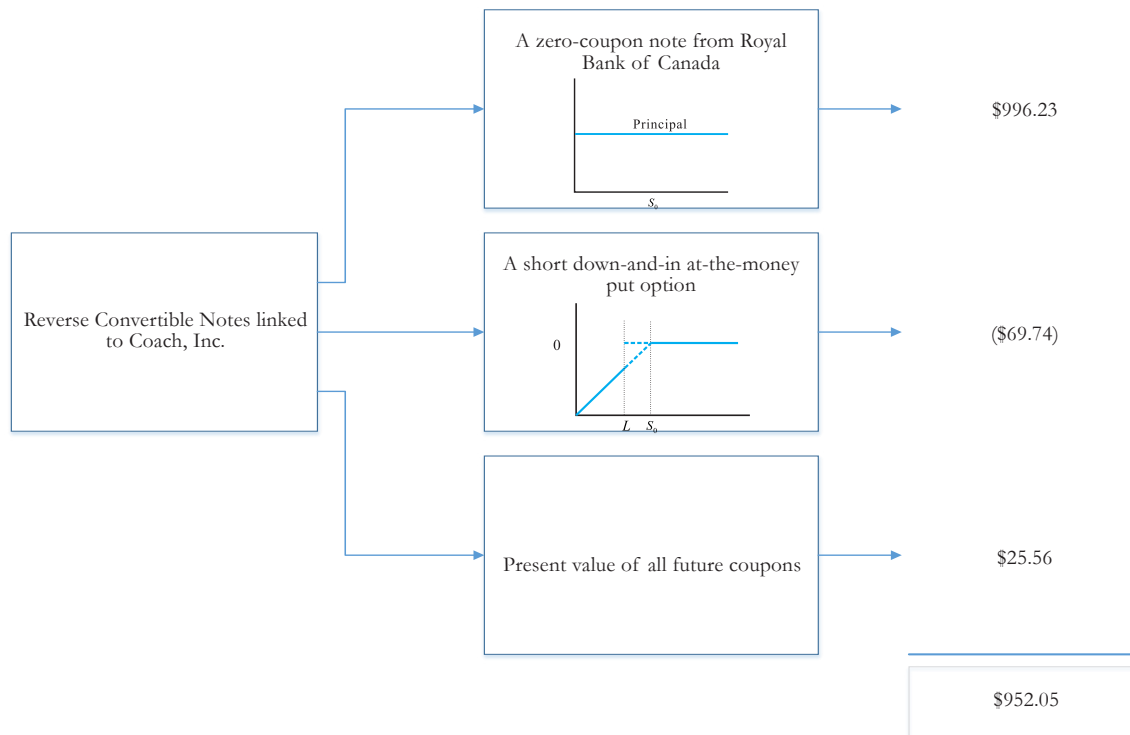 A zero-coupon note from Royal
Bank of Canada
Principal
S₀
$996.23
Reverse Convertible Notes linked
to Coach, Inc.
A short down-and-in at-the-money
put option
0
L S₀
($69.74)
Present value of all future coupons
$25.56
$952.05